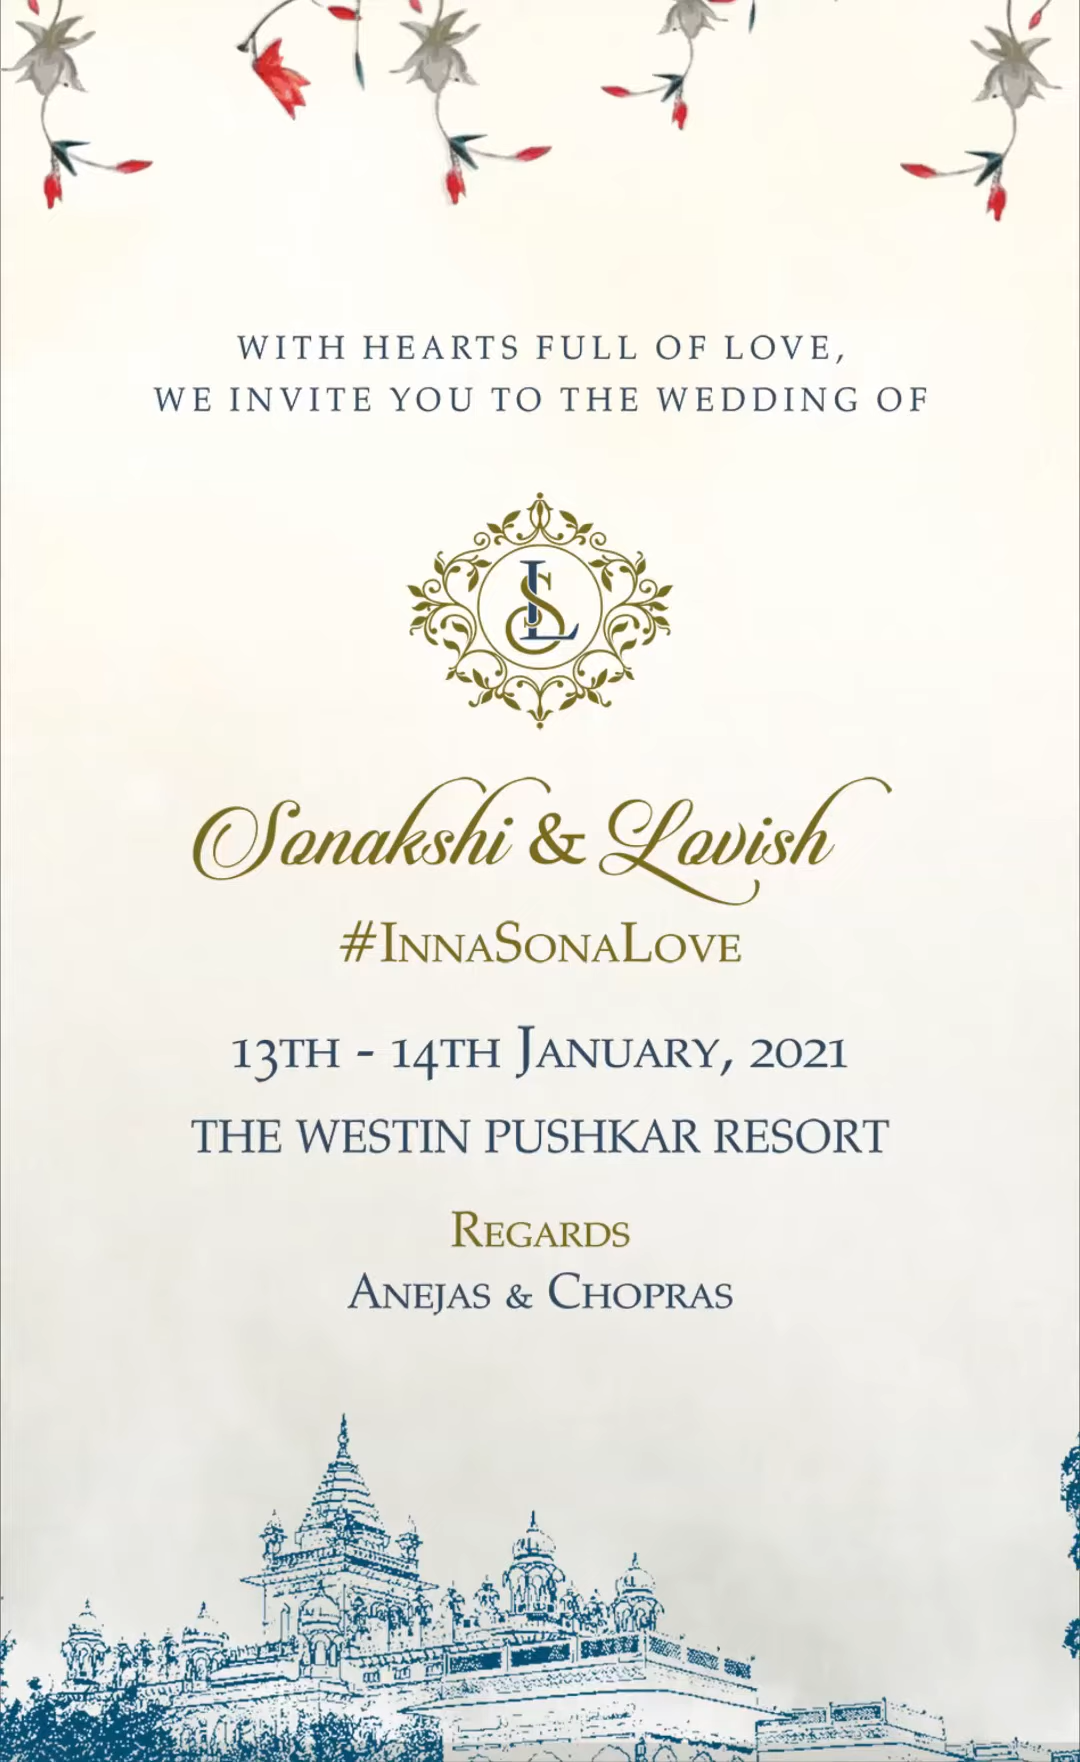 WITH HEARTS FULL OF LOVE,
WE INVITE YOU TO THE WEDDING OF
SL
Sonakshi & Lovish
#INNASONALOVE
13TH - 14TH JANUARY, 2021
THE WESTIN PUSHKAR RESORT
REGARDS
ANEJAS & CHOPRAS